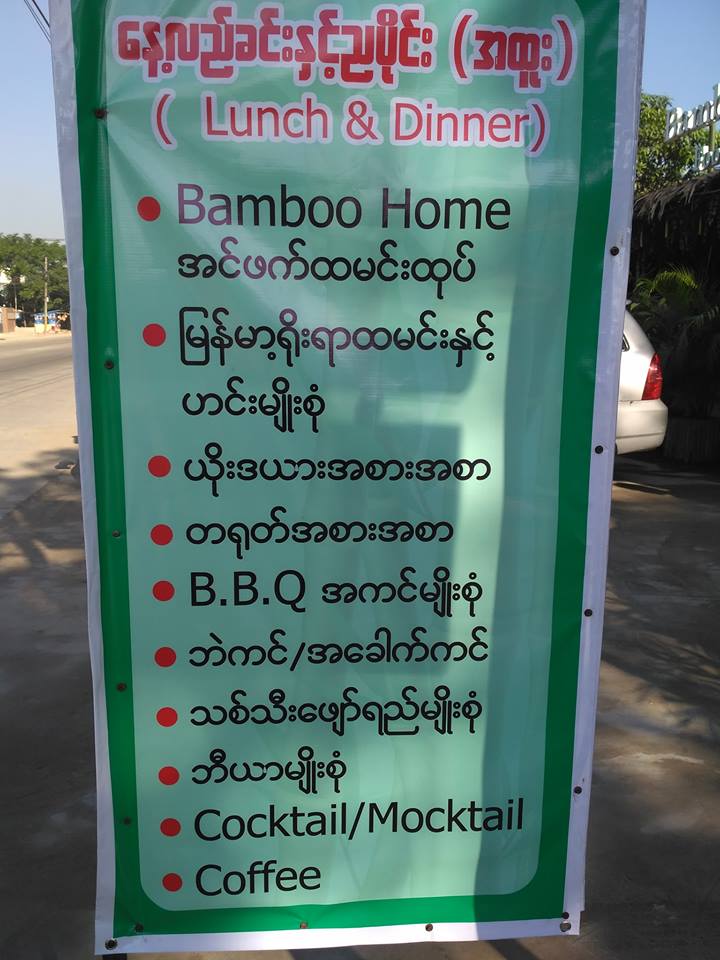 နေ့လည်ခင်းနှင့်ညပိုင်း (အထူး)
( Lunch & Dinner)
• Bamboo Home
အင်ဖက်ထမင်းထုပ်
• မြန်မာ့ရိုးရာထမင်းနှင့်
ဟင်းမျိုးစုံ
• ယိုးဒယားအစားအစာ
• တရုတ်အစားအစာ
• B.B.Q အကင်မျိုးစုံ
• ဘဲကင်/အခေါက်ကင်
• သစ်သီးဖျော်ရည်မျိုးစုံ
• ဘီယာမျိုးစုံ
• Cocktail/Mocktail
• Coffee